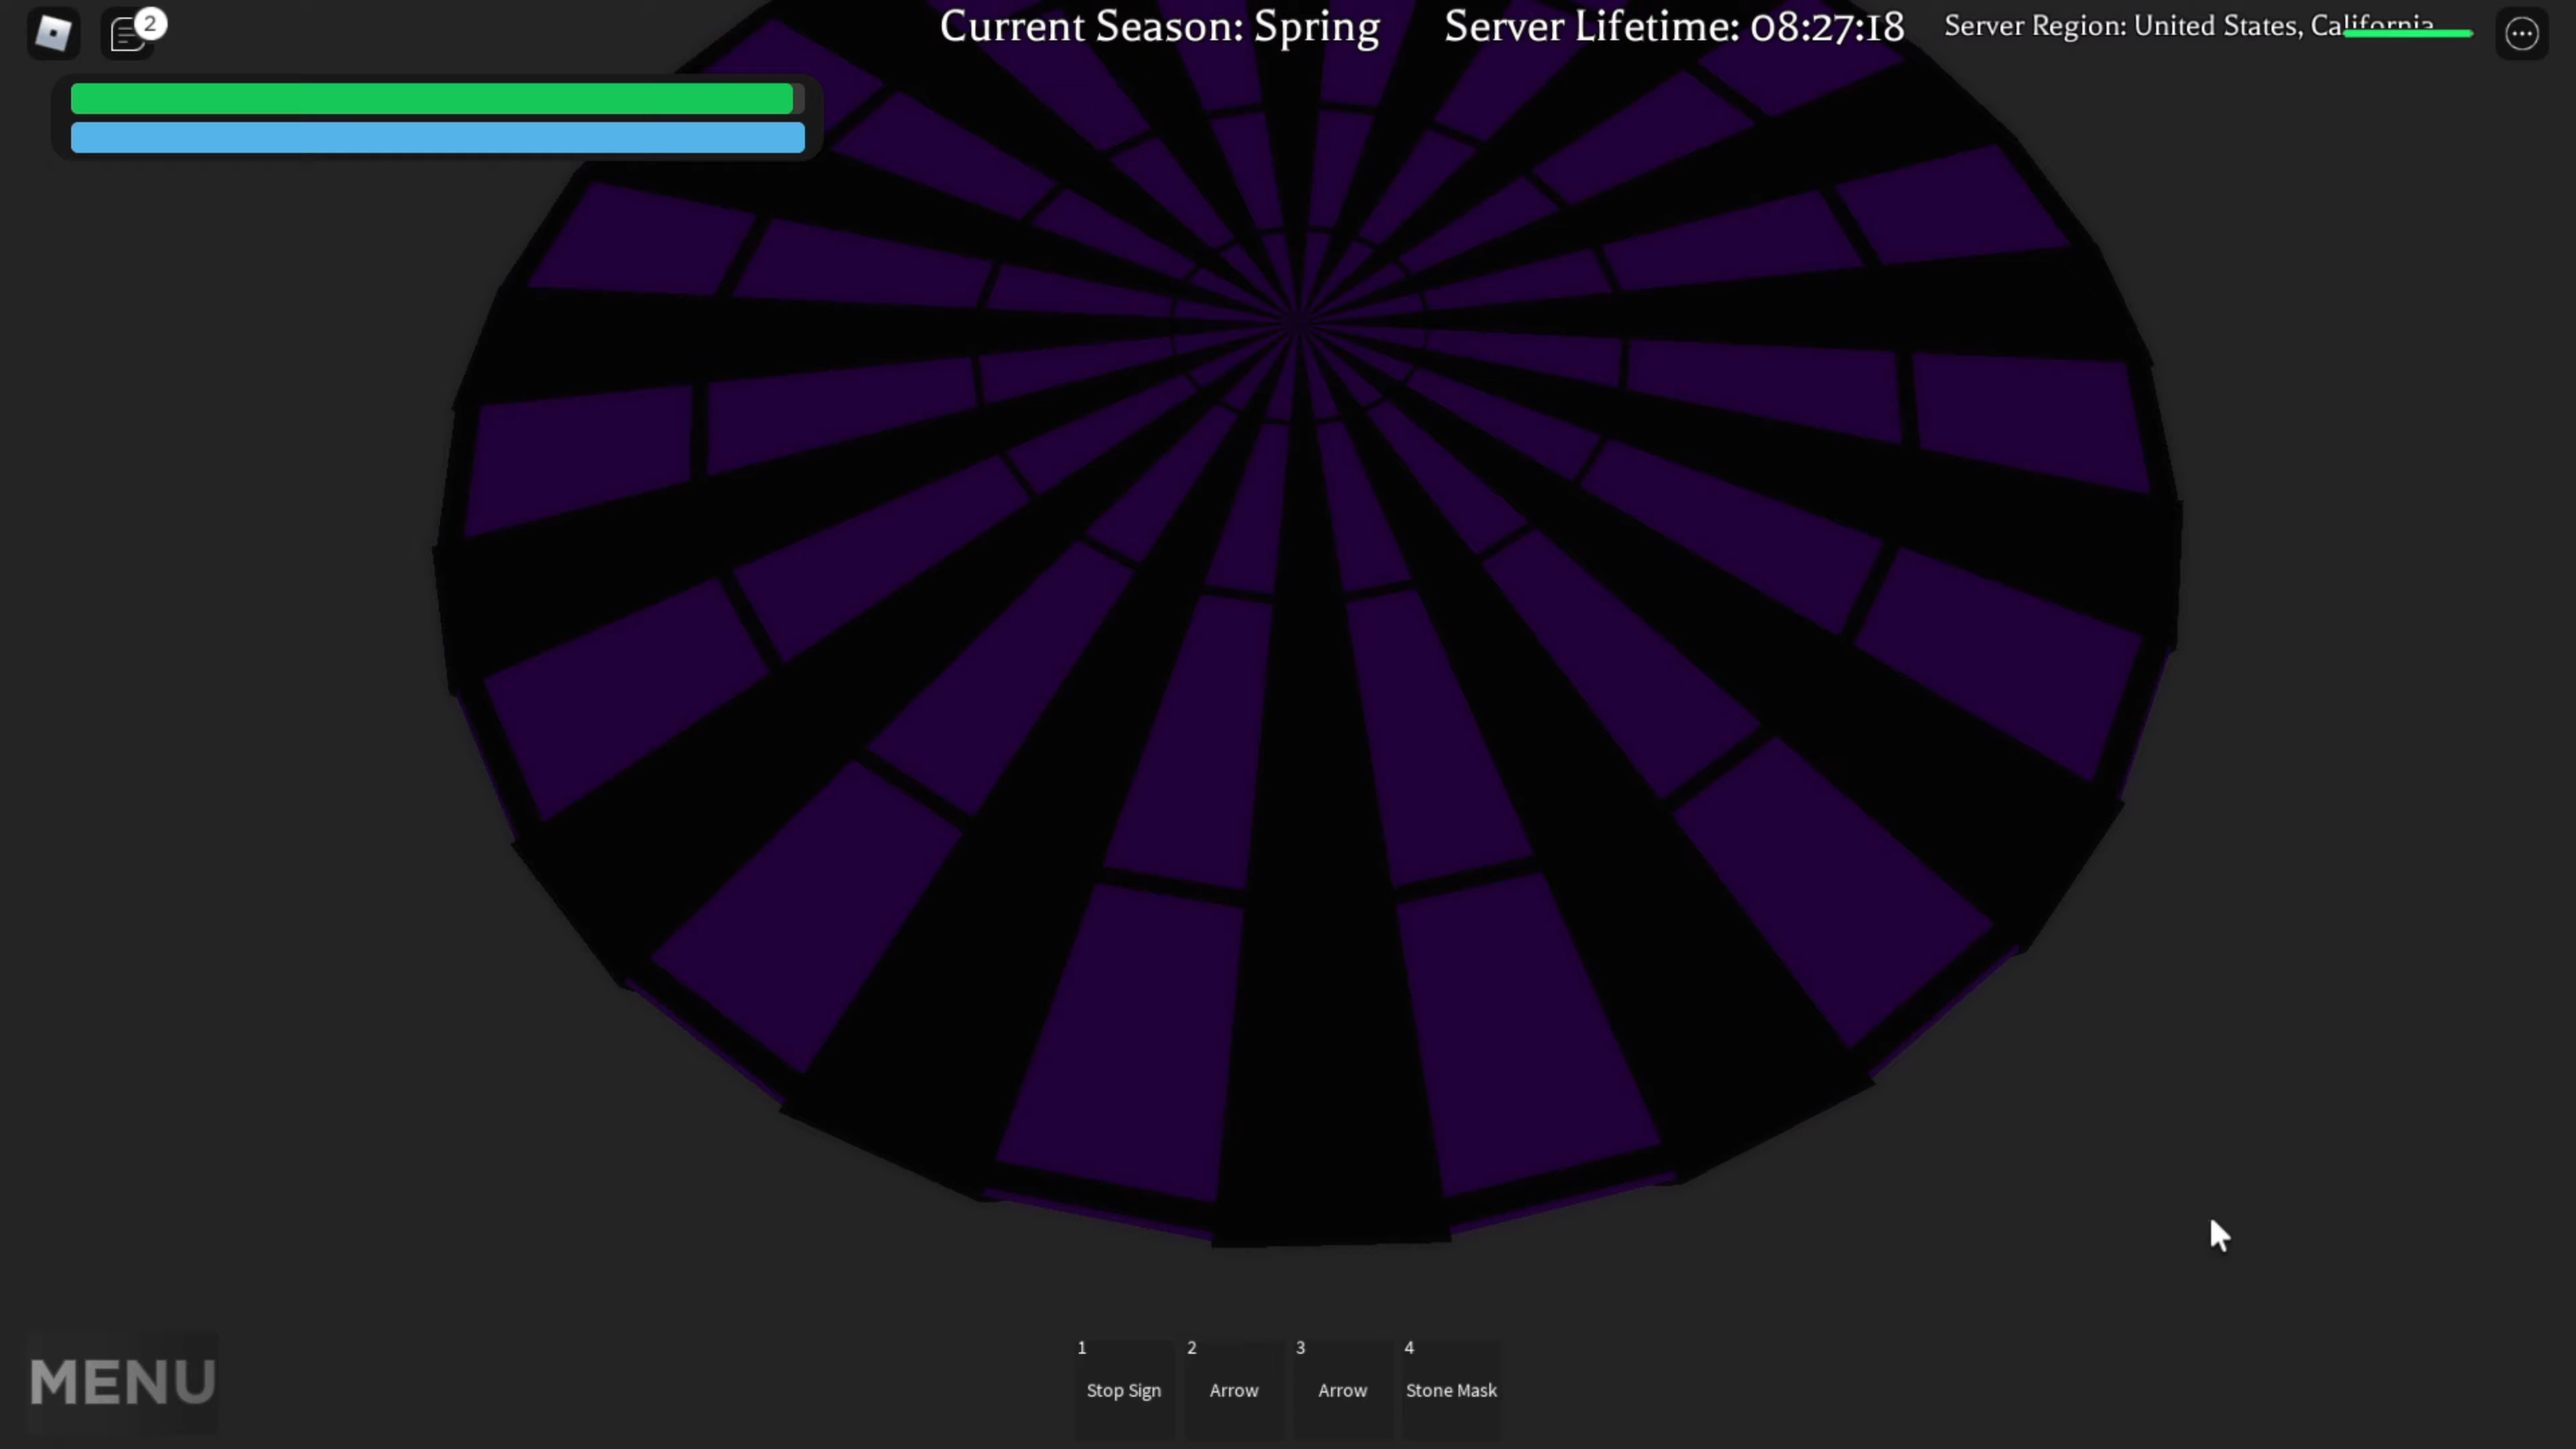 2
Current Season: Spring
Server Lifetime: 08:27:18
Server Region: United States, California
MENU
1
Stop Sign
2
Arrow
3
Arrow
4
Stone Mask